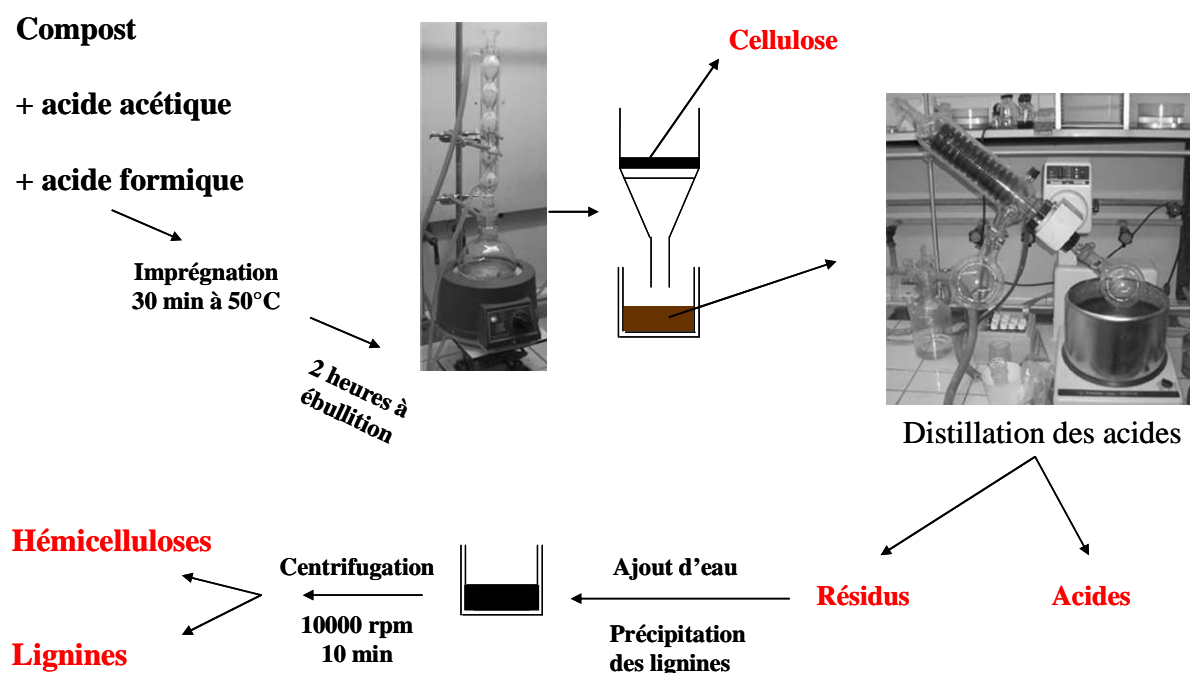 Compost
+ acide acétique
+ acide formique
Imprégnation
30 min à 50°C
2 heures à
ébullition
Cellulose
Distillation des acides
Résidus
Acides
Ajout d’eau
Précipitation
des lignines
Centrifugation
10000 rpm
10 min
Hémicelluloses
Lignines